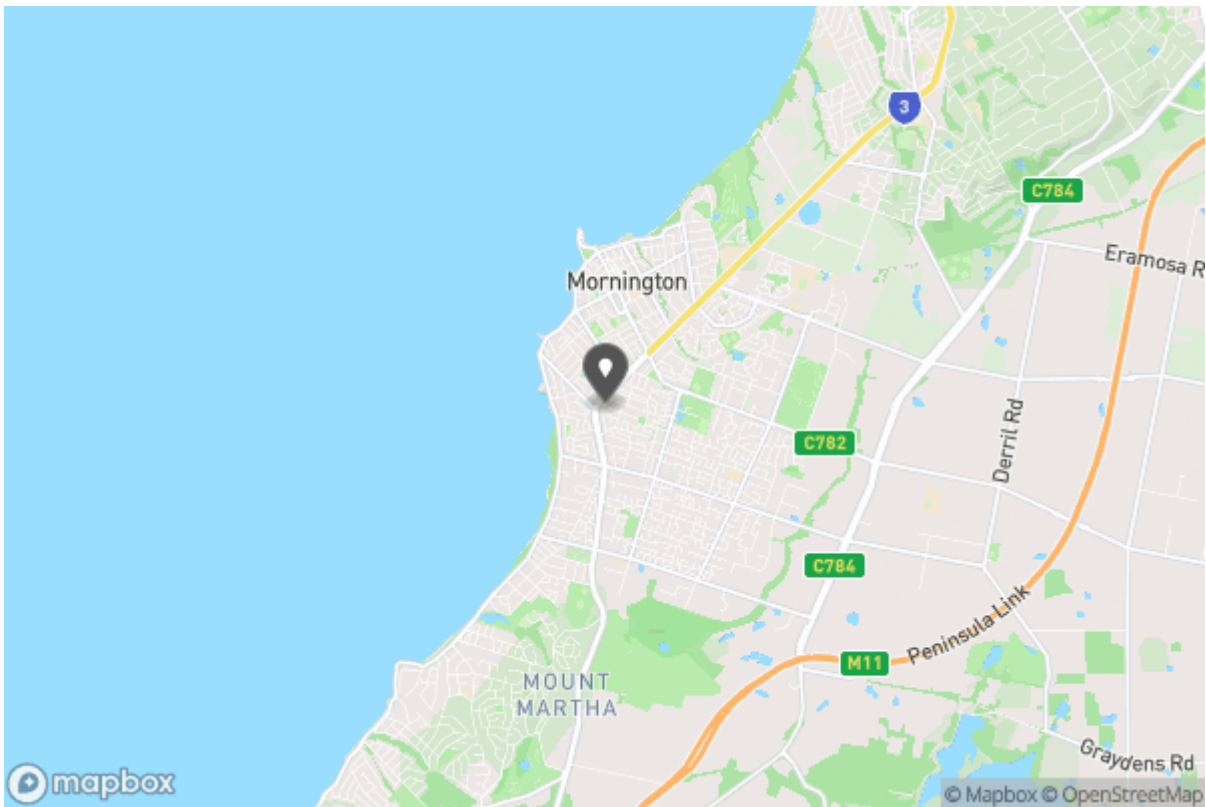 3
C784
Eramosa R
Mornington
Derril Rd
C782
C784
Peninsula Link
M11
MOUNT
MARTHA
Graydens Rd
mapbox
© Mapbox © OpenStreetMap